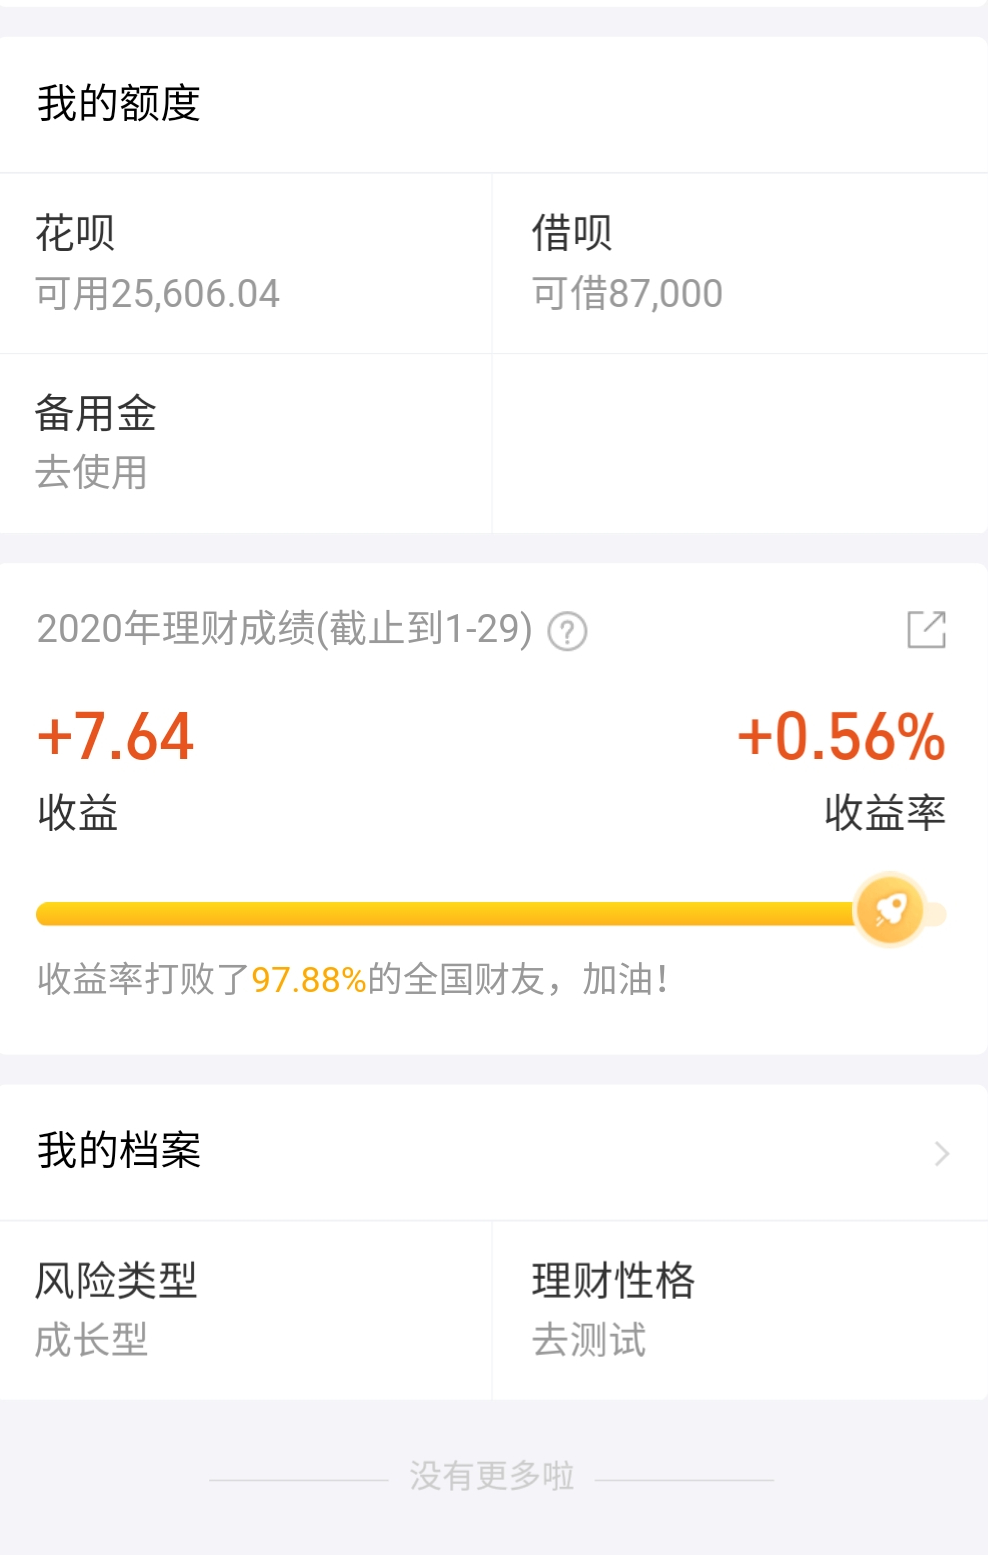 我的额度
花呗
借呗
可用25,606.04
可借87,000
备用金
去使用
2020年理财成绩(截止到1-29) ?
+7.64
+0.56%
收益
收益率
收益率打败了97.88%的全国财友，加油！
我的档案
风险类型
理财性格
成长型
去测试
没有更多啦